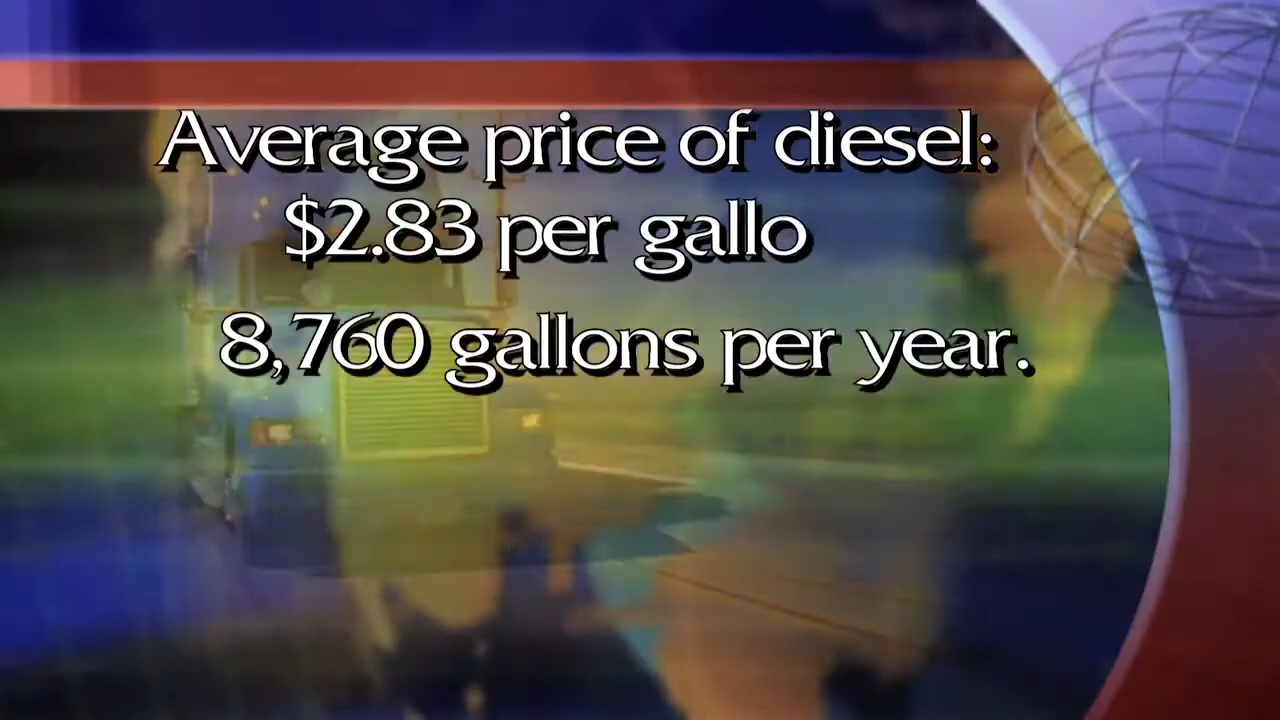 Average price of diesel:
$2.83 per gallo
8,760 gallons per year.